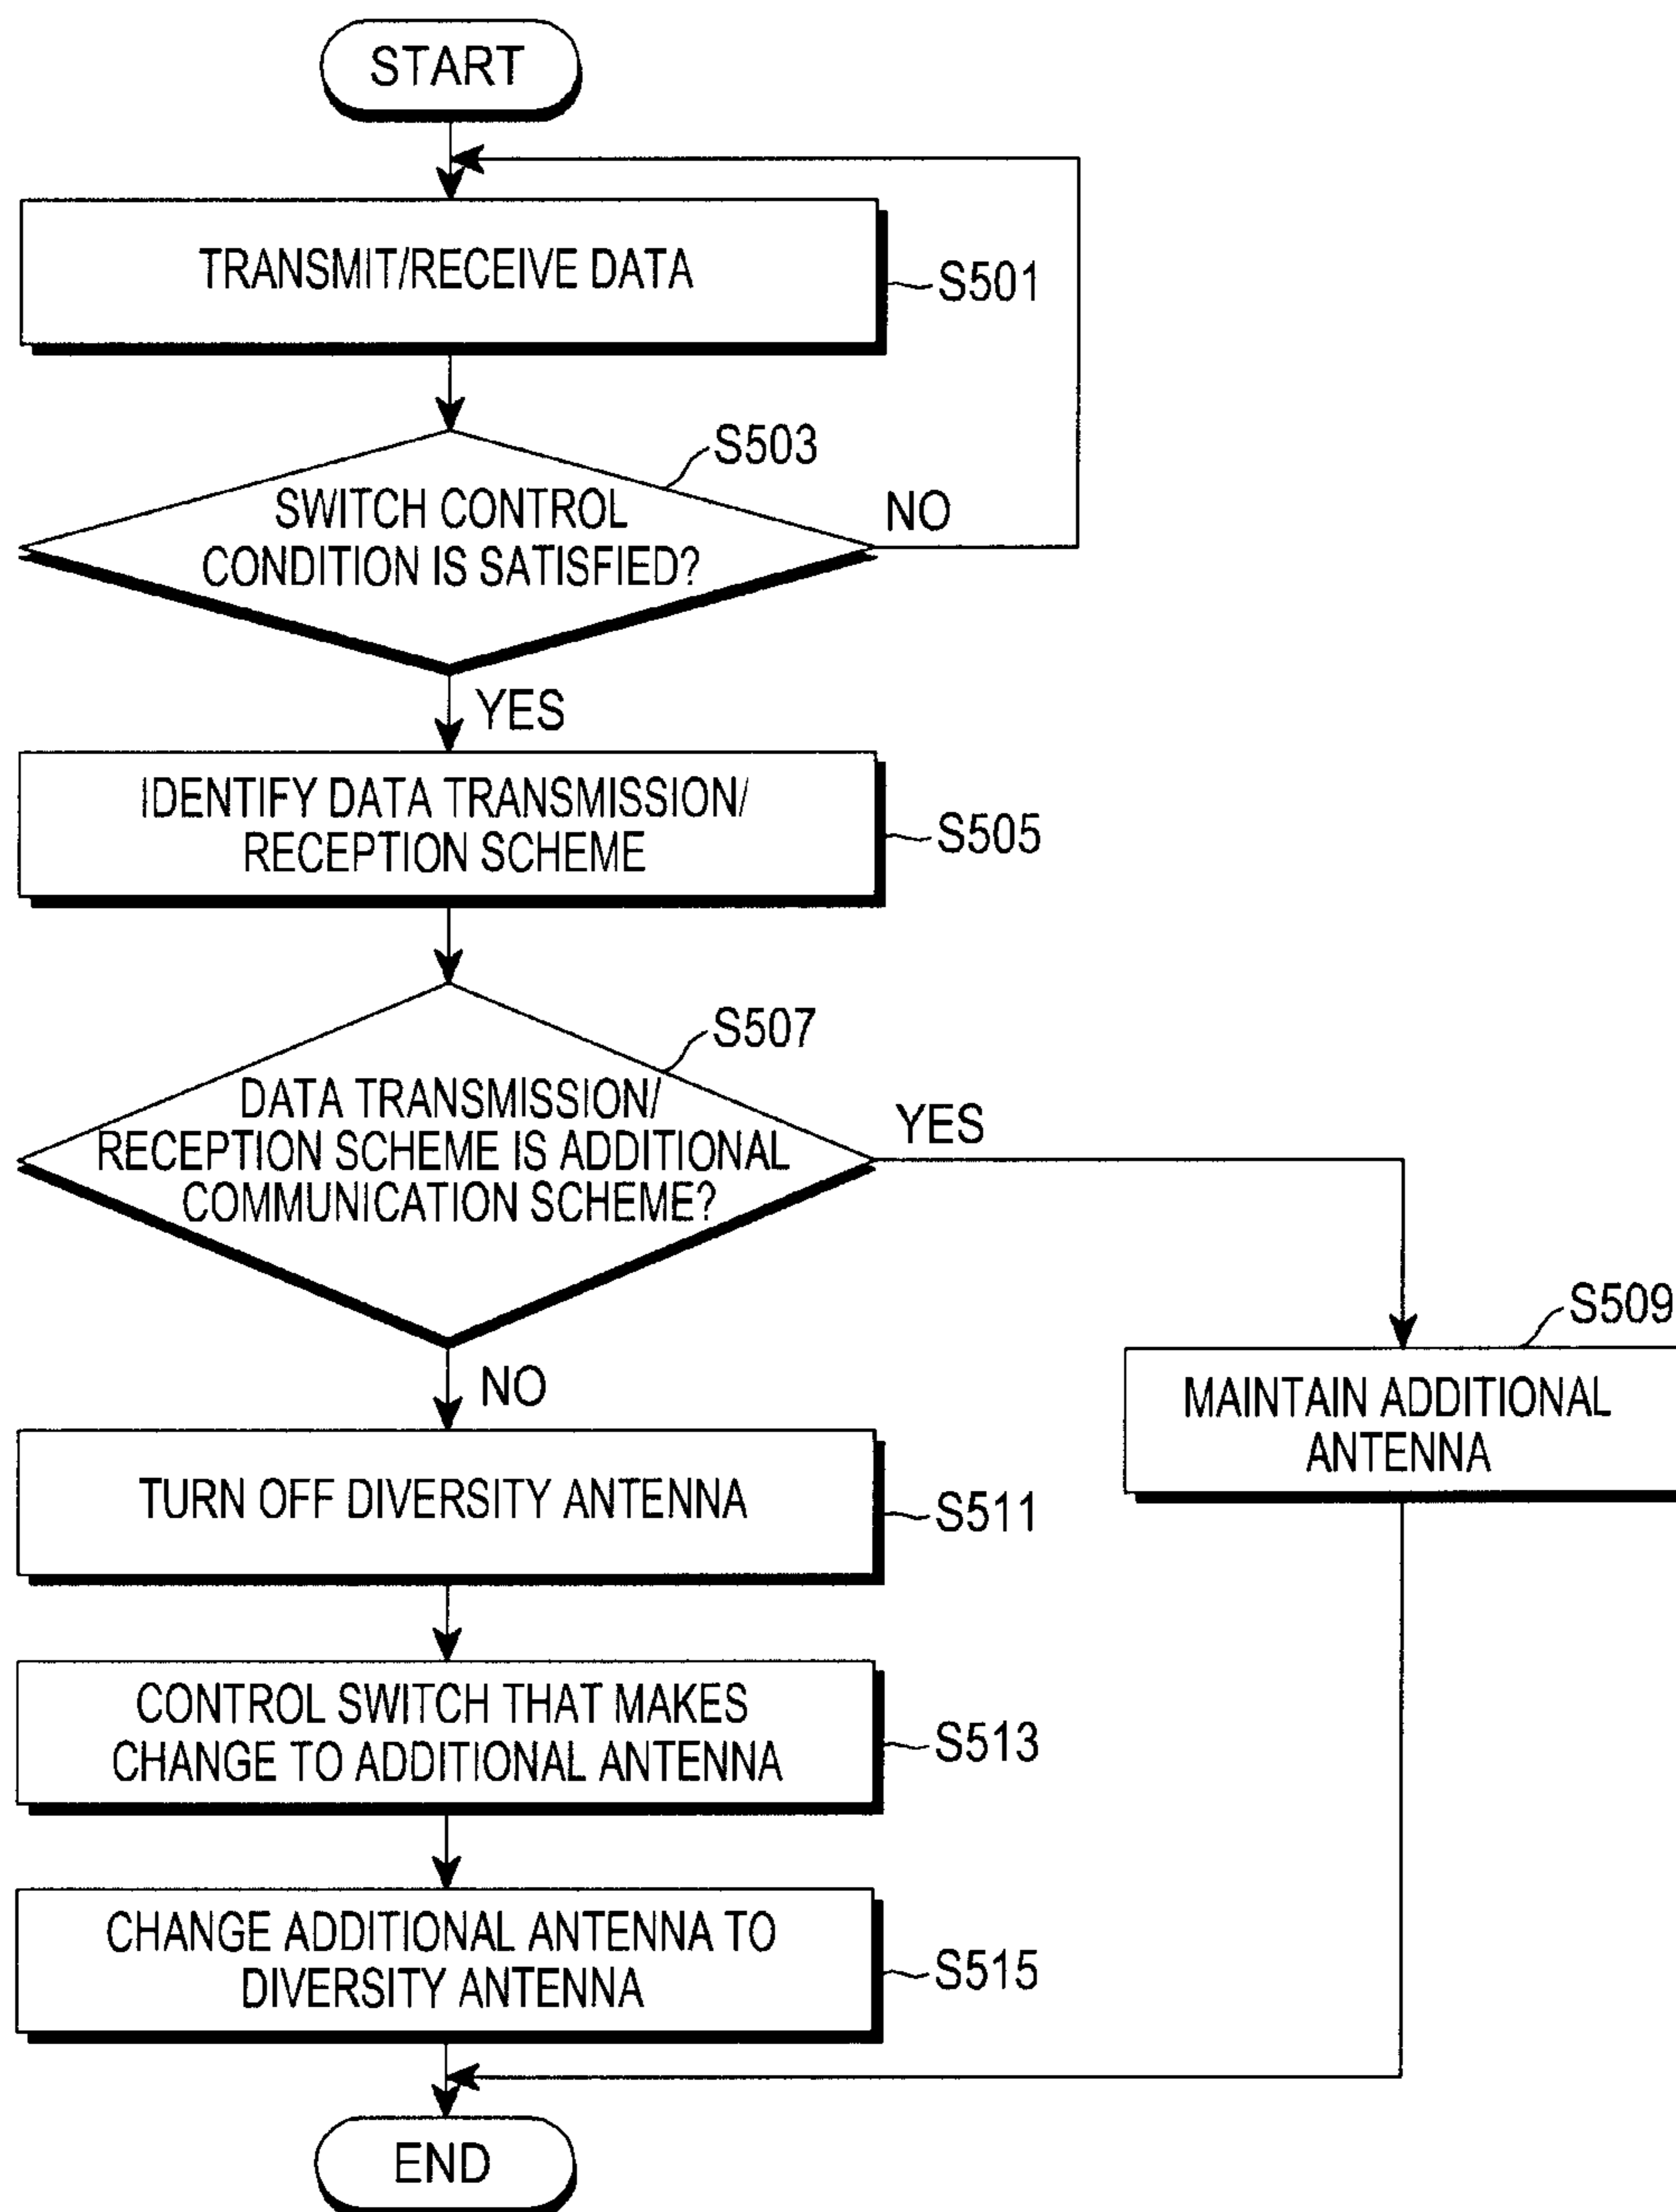 START
TRANSMIT/RECEIVE DATA
S501
S503
SWITCH CONTROL
CONDITION IS SATISFIED?
NO
YES
IDENTIFY DATA TRANSMISSION/
RECEPTION SCHEME
S505
S507
DATA TRANSMISSION/
RECEPTION SCHEME IS ADDITIONAL
COMMUNICATION SCHEME?
YES
NO
S509
MAINTAIN ADDITIONAL
ANTENNA
TURN OFF DIVERSITY ANTENNA
S511
CONTROL SWITCH THAT MAKES
CHANGE TO ADDITIONAL ANTENNA
S513
CHANGE ADDITIONAL ANTENNA TO
DIVERSITY ANTENNA
S515
END